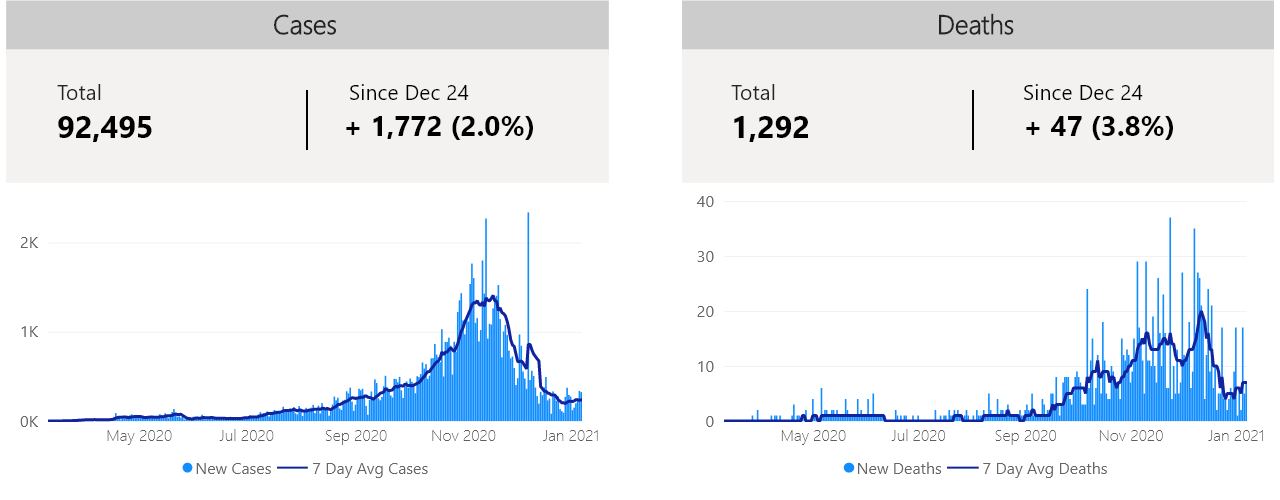 Cases
Total
Since Dec 24
92,495
+ 1,772 (2.0%)
2K
1K
0K
May 2020
Jul 2020
Sep 2020
Nov 2020
Jan 2021
New Cases
7 Day Avg Cases
Deaths
Total
Since Dec 24
1,292
+ 47 (3.8%)
40
30
20
10
0
May 2020
Jul 2020
Sep 2020
Nov 2020
Jan 2021
New Deaths
7 Day Avg Deaths